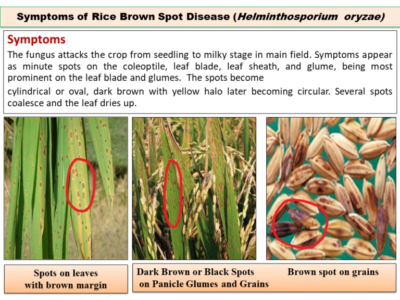 Symptoms of Rice Brown Spot Disease (Helminthosporium oryzae)
Symptoms
The fungus attacks the crop from seedling to milky stage in main field. Symptoms appear
as minute spots on the coleoptile, leaf blade, leaf sheath, and glume, being most
prominent on the leaf blade and glumes. The spots become
cylindrical or oval, dark brown with yellow halo later becoming circular. Several spots
coalesce and the leaf dries up.
Spots on leaves
with brown margin
Dark Brown or Black Spots
on Panicle Glumes and Grains
Brown spot on grains